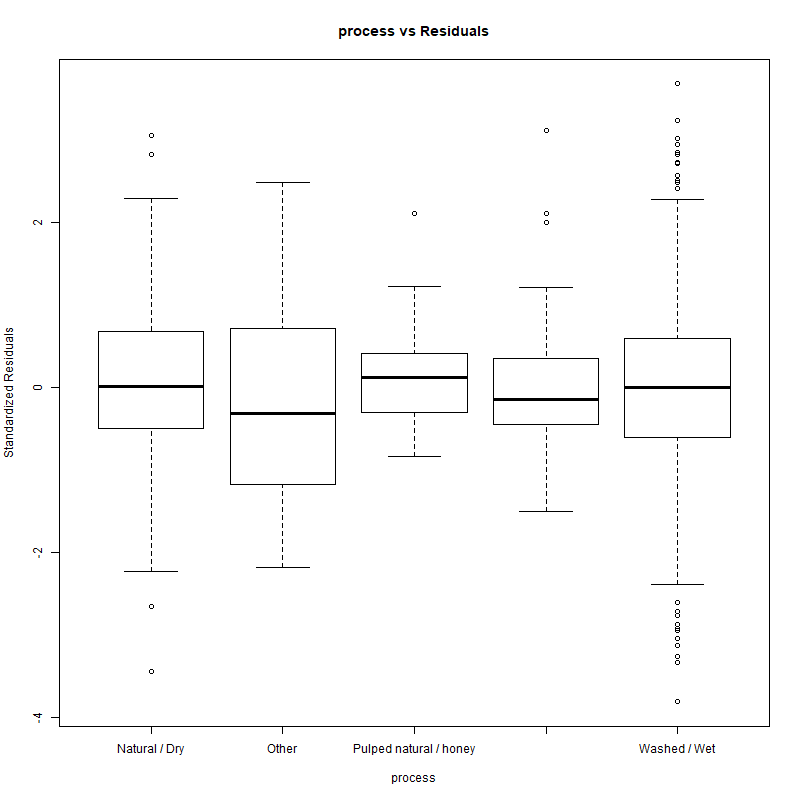 process vs Residuals
Standardized Residuals
2
0
-2
-4
Natural / Dry
Other
Pulped natural / honey
Washed / Wet
process